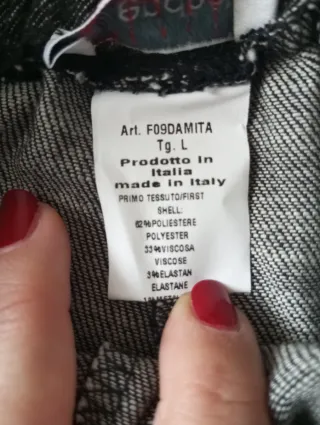 Art. F09DAMITA
Tg. L
Prodotto In
Italia
made in Italy
PRIMO TESSUTO/FIRST
SHELL:
62%POLIESTERE
POLYESTER
33%VISCOSA
VISCOSE
3%ELASTAN
ELASTANE